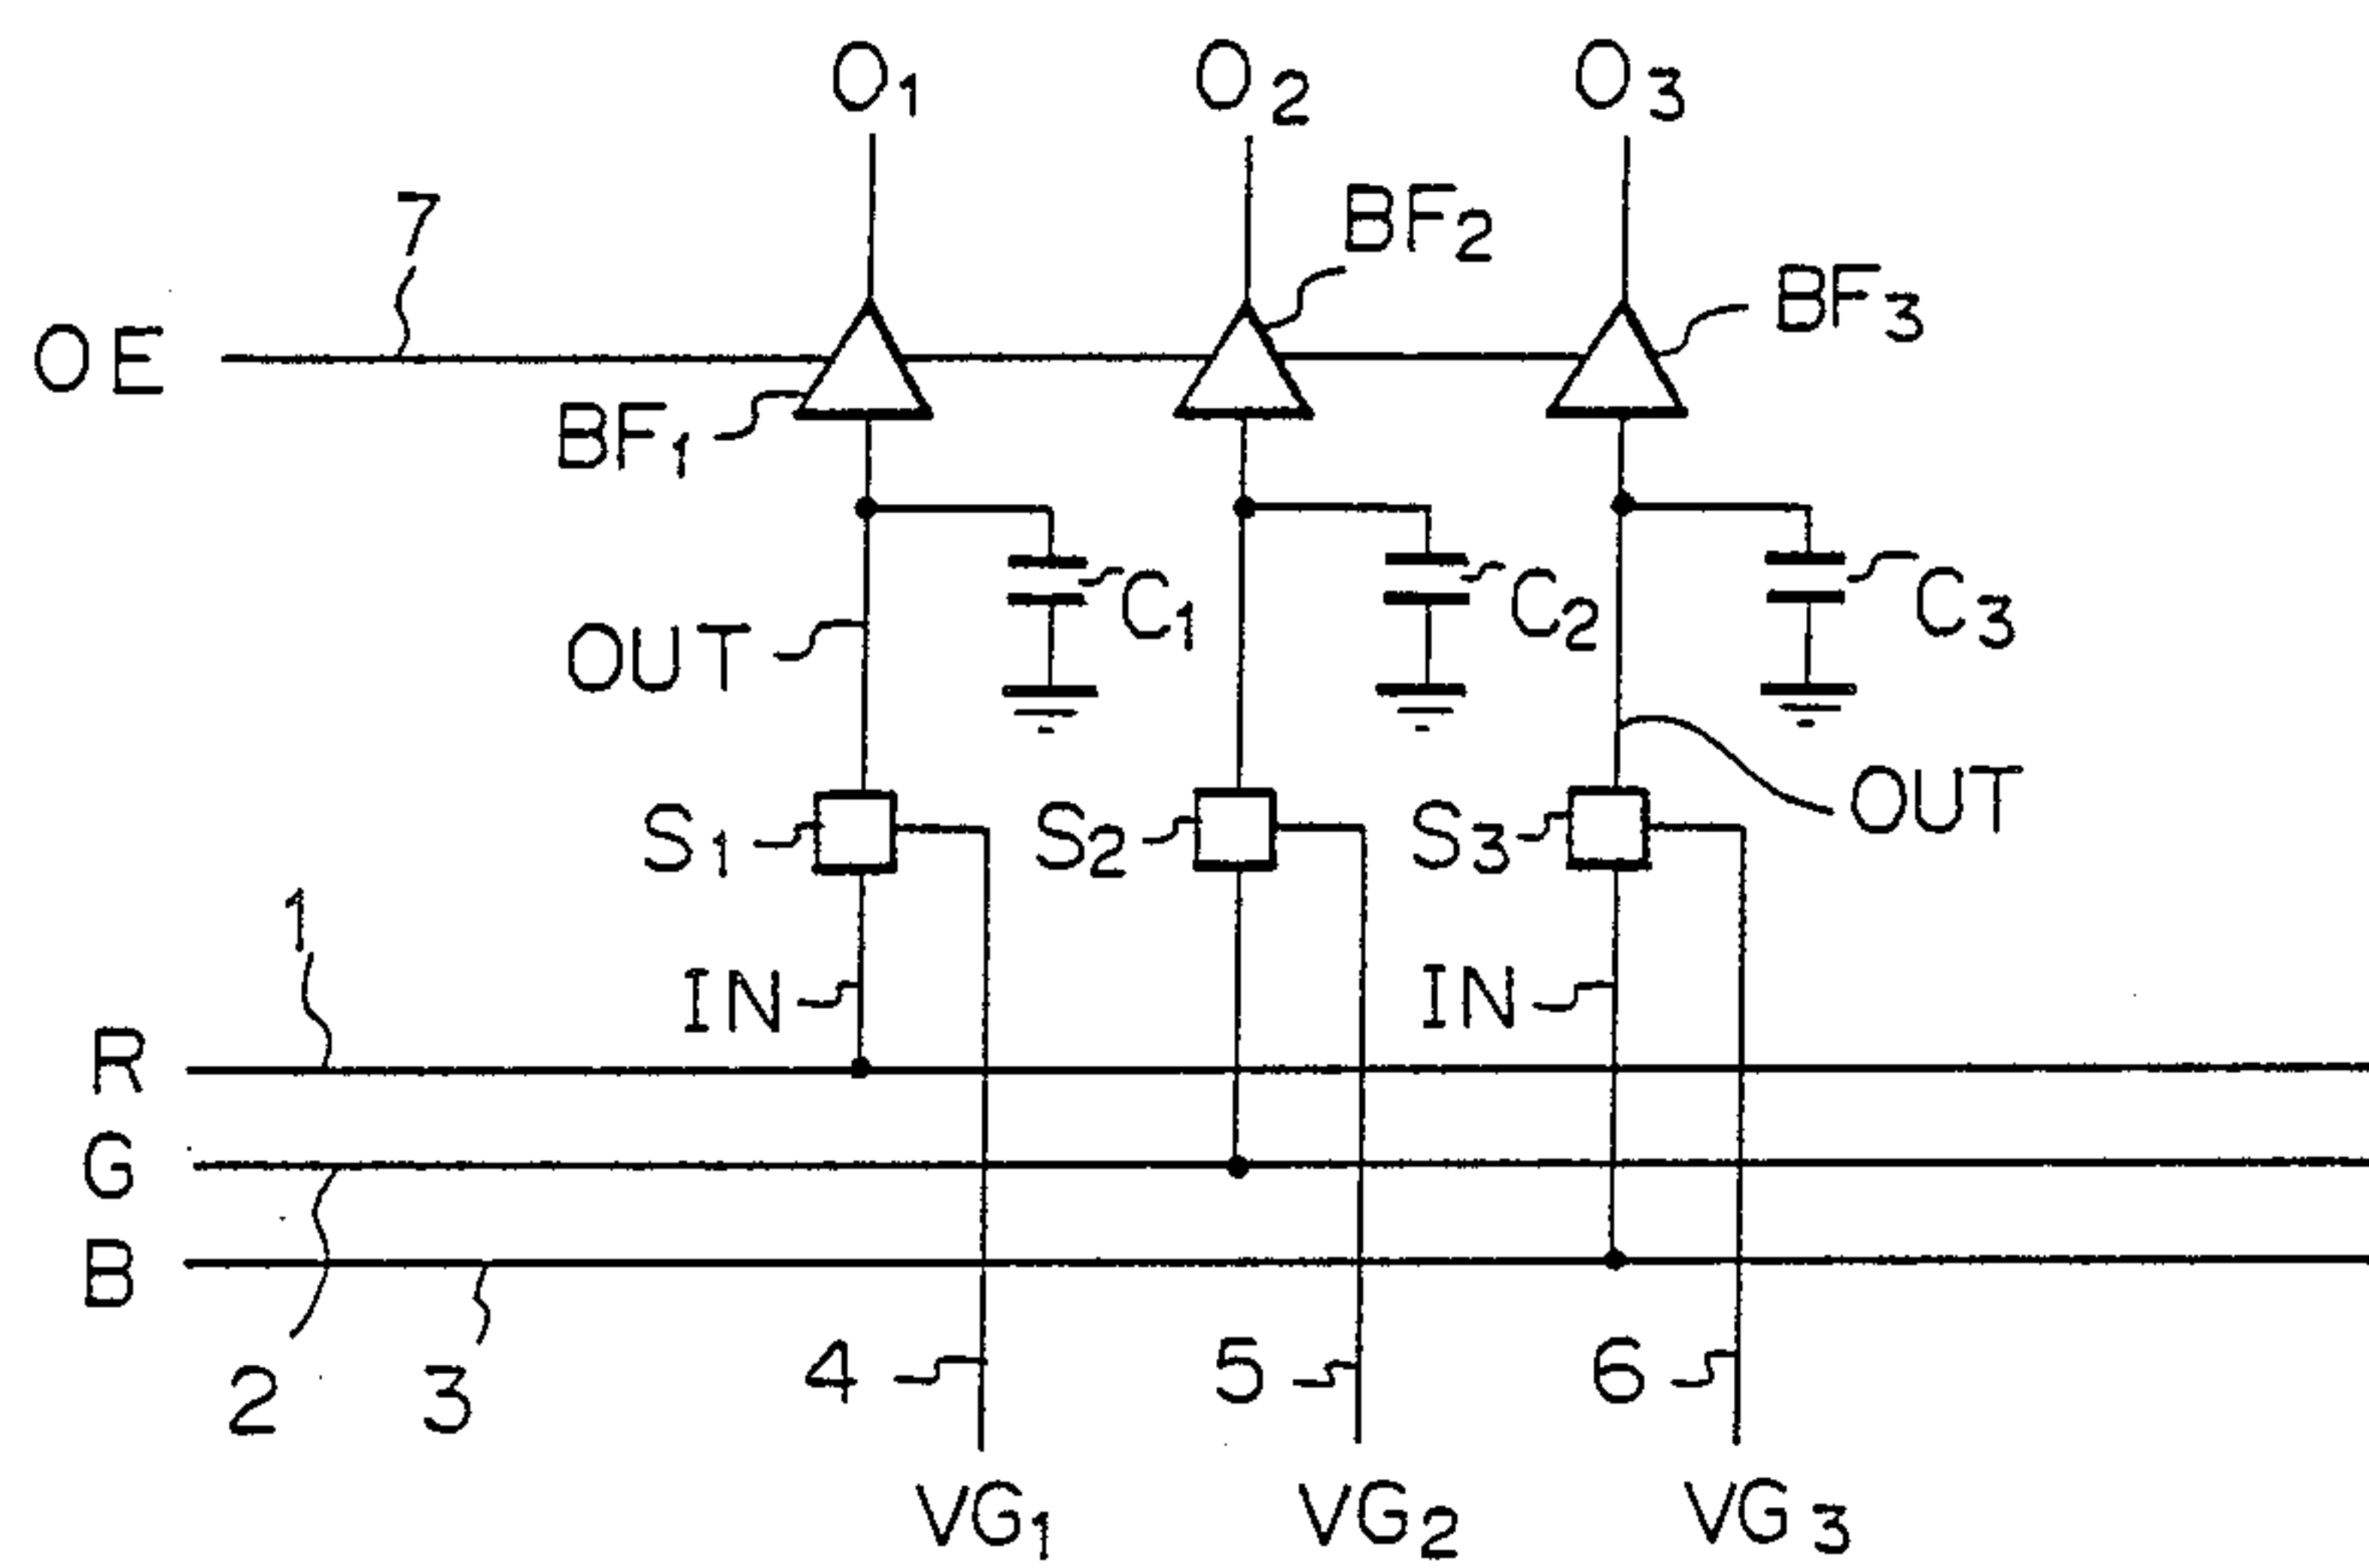 O1 O2 O3
7 BF2
BF3
OE
BF1
C1 C2 C3
OUT
OUT
S1 S2 S3
1
IN IN
R
G
B
2 3 4 5 6
VG1 VG2 VG3